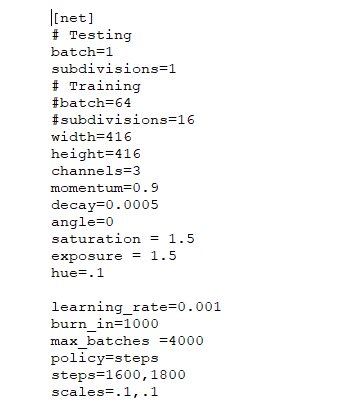 [net]
# Testing
batch=1
subdivisions=1
# Training
#batch=64
#subdivisions=16
width=416
height=416
channels=3
momentum=0.9
decay=0.0005
angle=0
saturation = 1.5
exposure = 1.5
hue=.1

learning_rate=0.001
burn_in=1000
max_batches =4000
policy=steps
steps=1600,1800
scales=.1,.1